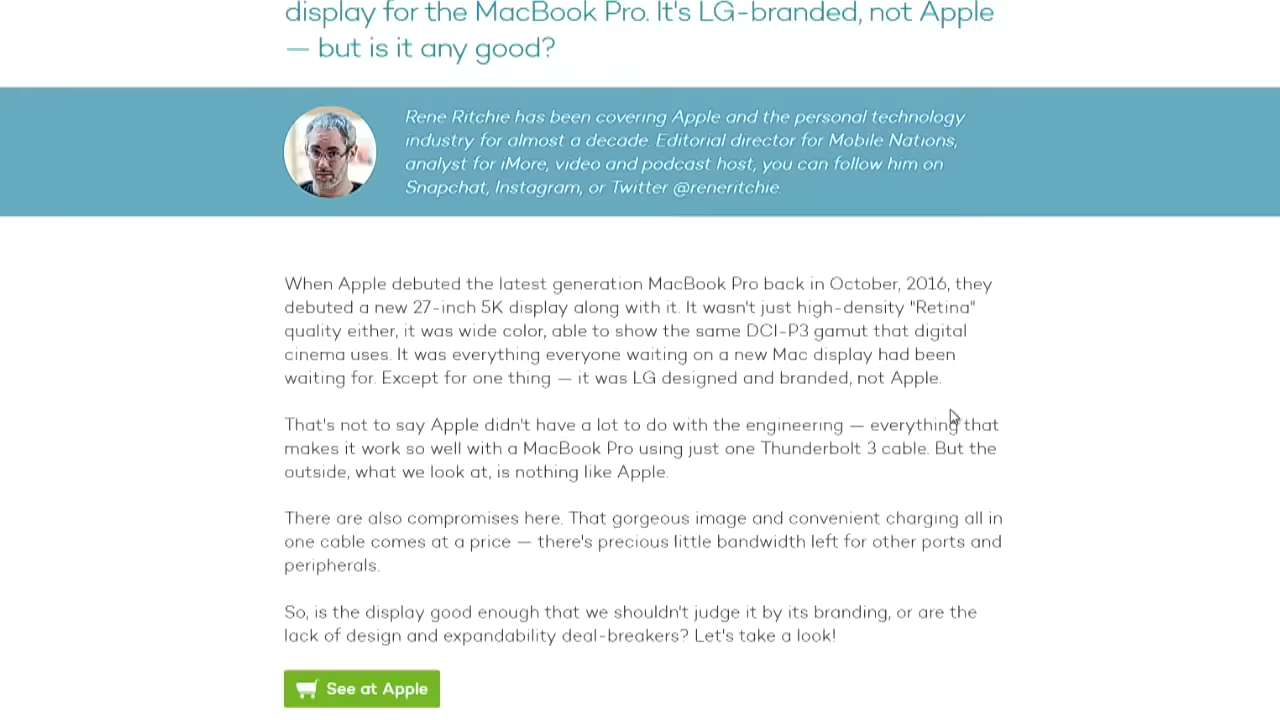 display for the MacBook Pro. It's LG-branded, not Apple
— but is it any good?
Rene Ritchie has been covering Apple and the personal technology
industry for almost a decade. Editorial director for Mobile Nations,
analyst for iMore, video and podcast host, you can follow him on
Snapchat, Instagram, or Twitter @reneritchie.
When Apple debuted the latest generation MacBook Pro back in October, 2016, they
debuted a new 27-inch 5K display along with it. It wasn't just high-density "Retina"
quality either, it was wide color, able to show the same DCI-P3 gamut that digital
cinema uses. It was everything everyone waiting on a new Mac display had been
waiting for. Except for one thing — it was LG designed and branded, not Apple.
That's not to say Apple didn't have a lot to do with the engineering — everything that
makes it work so well with a MacBook Pro using just one Thunderbolt 3 cable. But the
outside, what we look at, is nothing like Apple.
There are also compromises here. That gorgeous image and convenient charging all in
one cable comes at a price — there's precious little bandwidth left for other ports and
peripherals.
So, is the display good enough that we shouldn't judge it by its branding, or are the
lack of design and expandability deal-breakers? Let's take a look!
See at Apple